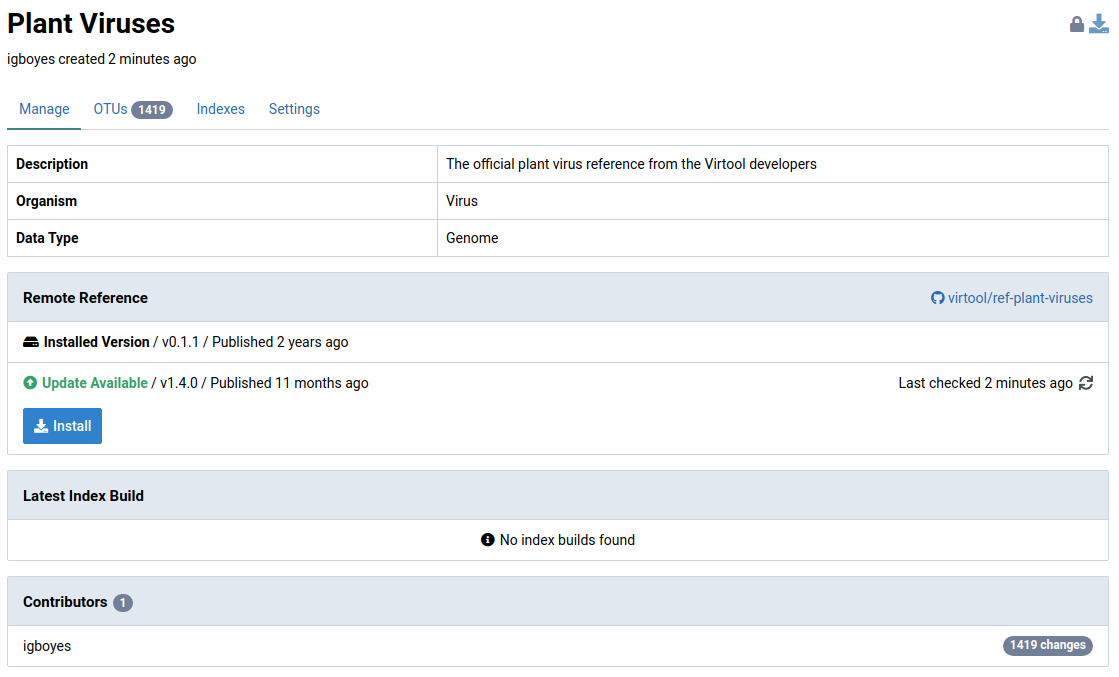 Plant Viruses
igboyes created 2 minutes ago
Manage OTUs 1419 Indexes Settings
Description The official plant virus reference from the Virtool developers
Organism Virus
Data Type Genome
Remote Reference virtool/ref-plant-viruses
Installed Version / v0.1.1 / Published 2 years ago
Update Available / v1.4.0 / Published 11 months ago Last checked 2 minutes ago
Install
Latest Index Build
No index builds found
Contributors 1
igboyes 1419 changes